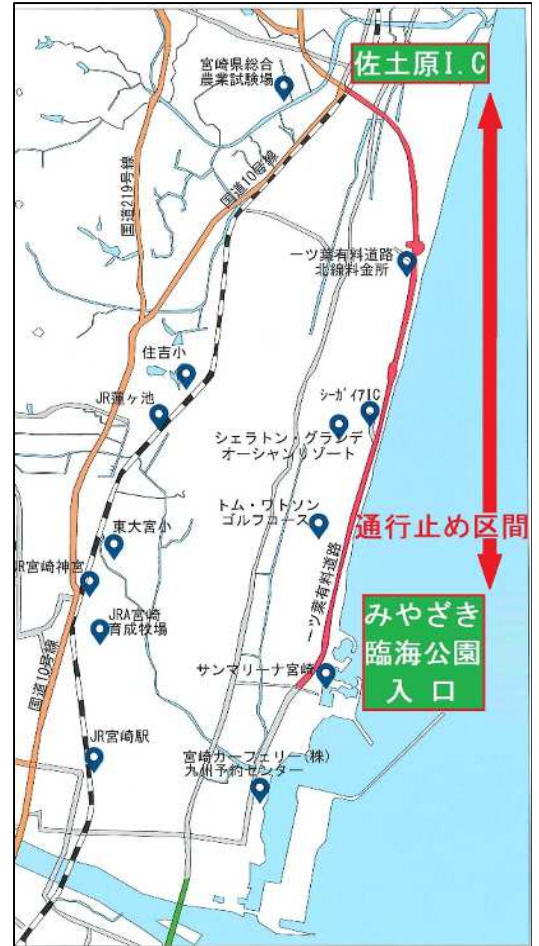 佐土原I.C
宮崎県総合
農業試験場
国道219号線
国道10号線
一ツ葉有料道路
北線料金所
住吉小
JR蓮ヶ池
シーガイアIC
シェラトン・グランデ
オーシャンリゾート
トム・ワトソン
ゴルフコース
通行止め区間
東大宮小
JR宮崎神宮
一ツ葉有料道路
みやざき
臨海公園
入口
JRA宮崎
育成牧場
サンマリーナ宮崎
国道10号線
JR宮崎駅
宮崎カーフェリー(株)
九州予約センター